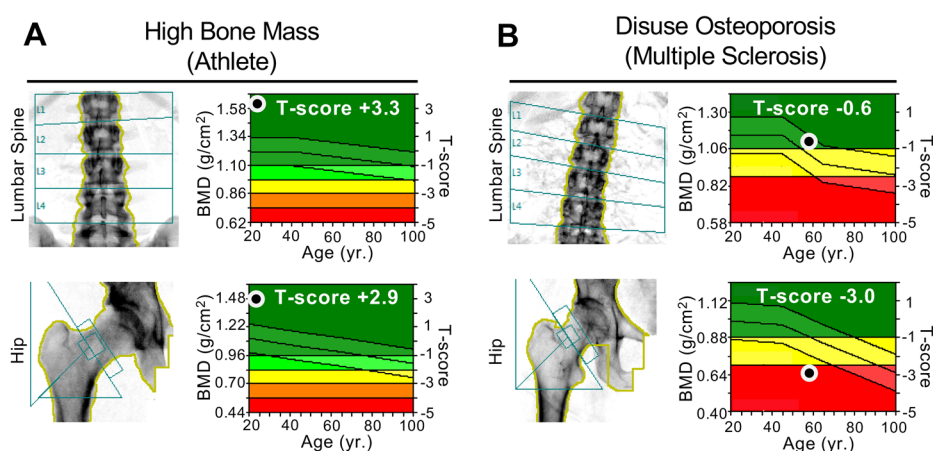 A
High Bone Mass
(Athlete)
Lumbar Spine
L1
L2
L3
L4
BMD (g/cm2)
1.58
1.34
1.10
0.86
0.62
T-score +3.3
3
1
-1
-3
-5
T-score
20 40 60 80 100
Age (yr.)
Hip
BMD (g/cm2)
1.48
1.22
0.96
0.70
0.44
T-score +2.9
3
1
-1
-3
-5
T-score
20 40 60 80 100
Age (yr.)
B
Disuse Osteoporosis
(Multiple Sclerosis)
Lumbar Spine
L1
L2
L3
L4
BMD (g/cm2)
1.30
1.06
0.82
0.58
T-score -0.6
1
-1
-3
-5
T-score
20 40 60 80 100
Age (yr.)
Hip
BMD (g/cm2)
1.12
0.88
0.64
0.40
T-score -3.0
1
-1
-3
-5
T-score
20 40 60 80 100
Age (yr.)